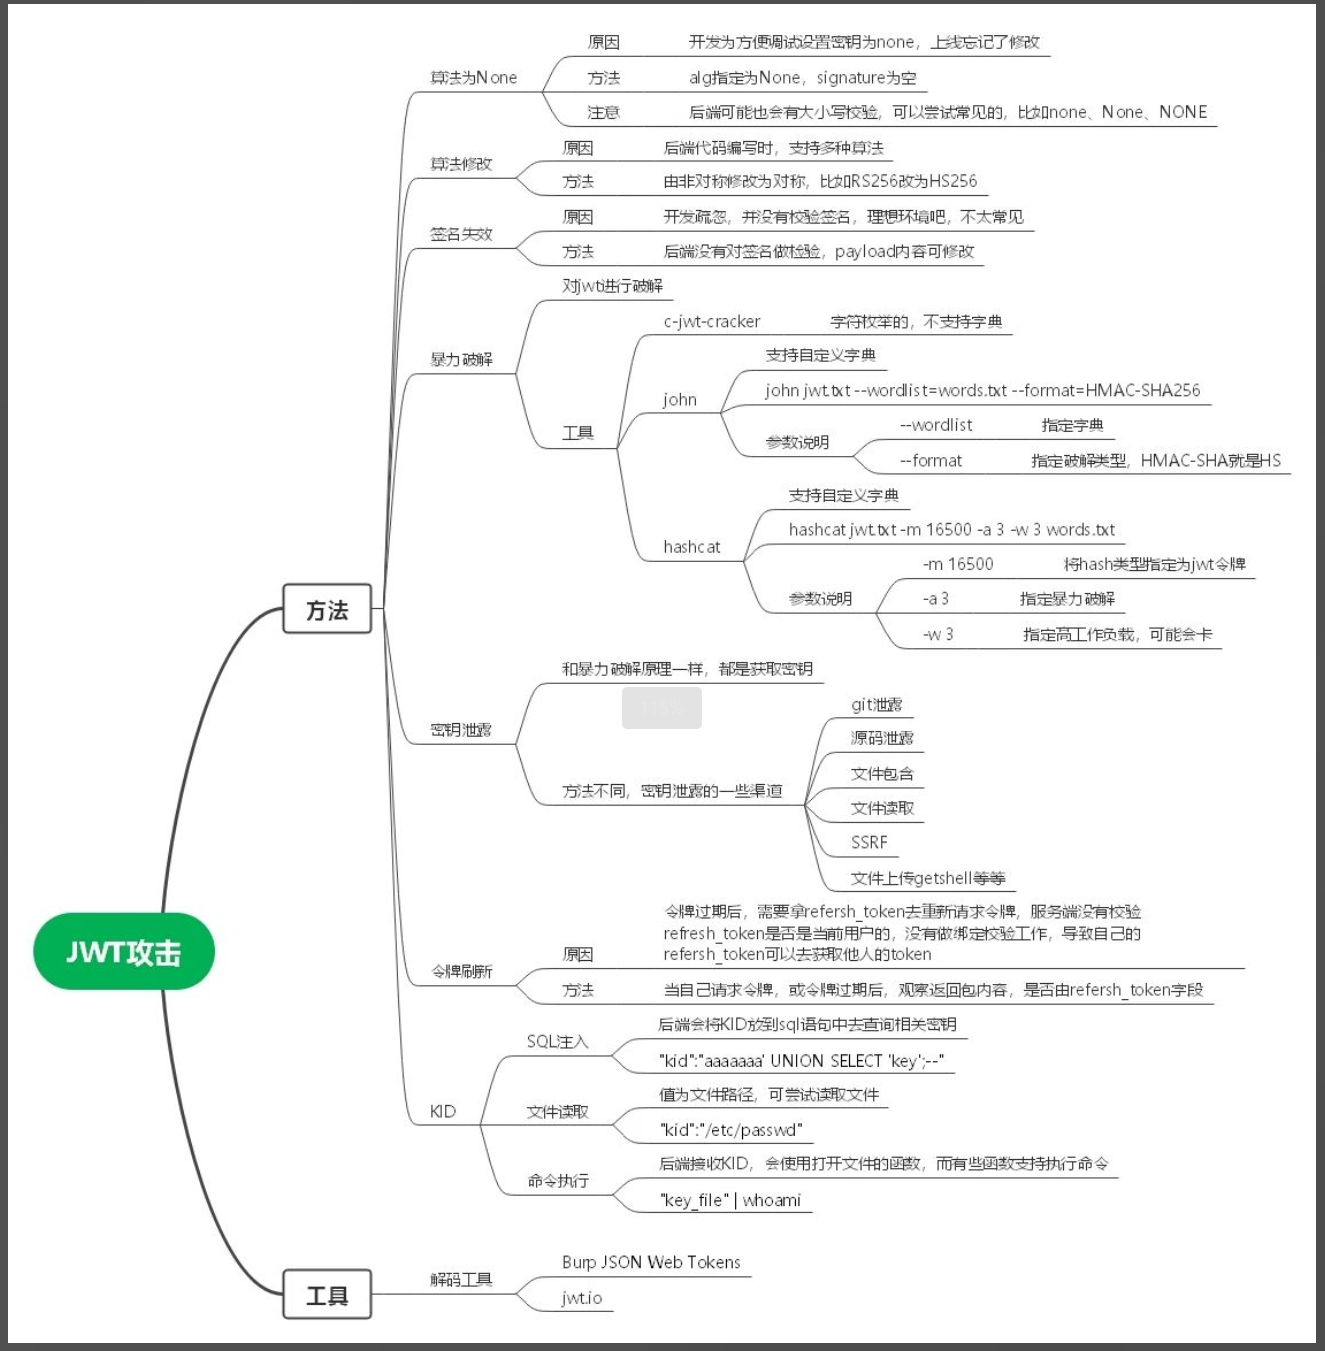 JWT攻击
方法
算法为None
原因
开发为方便调试设置密钥为none，上线忘记了修改
方法
alg指定为None，signature为空
注意
后端可能也会有大小写校验，可以尝试常见的，比如none、None、NONE
算法修改
原因
后端代码编写时，支持多种算法
方法
由非对称修改为对称，比如RS256改为HS256
签名失效
原因
开发疏忽，并没有校验签名，理想环境吧，不太常见
方法
后端没有对签名做检验，payload内容可修改
暴力破解
对jwt进行破解
工具
c-jwt-cracker
字符枚举的，不支持字典
john
支持自定义字典
john jwt.txt --wordlist=words.txt --format=HMAC-SHA256
参数说明
--wordlist
指定字典
--format
指定破解类型，HMAC-SHA就是HS
hashcat
支持自定义字典
hashcat jwt.txt -m 16500 -a 3 -w 3 words.txt
参数说明
-m 16500
将hash类型指定为jwt令牌
-a 3
指定暴力破解
-w 3
指定高工作负载，可能会卡
密钥泄露
和暴力破解原理一样，都是获取密钥
方法不同，密钥泄露的一些渠道
git泄露
源码泄露
文件包含
文件读取
SSRF
文件上传getshell等等
令牌刷新
原因
令牌过期后，需要拿refersh_token去重新请求令牌，服务端没有校验
refresh_token是否是当前用户的，没有做绑定校验工作，导致自己的
refersh_token可以去获取他人的token
方法
当自己请求令牌，或令牌过期后，观察返回包内容，是否由refersh_token字段
KID
SQL注入
后端会将KID放到sql语句中去查询相关密钥
"kid":"aaaaaaa' UNION SELECT 'key';--"
文件读取
值为文件路径，可尝试读取文件
"kid":"/etc/passwd"
命令执行
后端接收KID，会使用打开文件的函数，而有些函数支持执行命令
"key_file" | whoami
工具
解码工具
Burp JSON Web Tokens
jwt.io